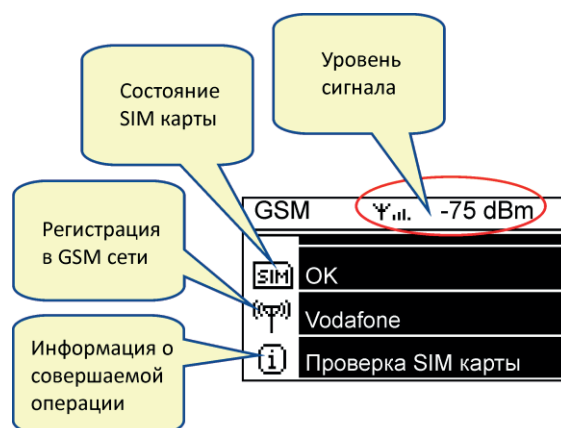 Уровень
сигнала
Состояние
SIM карты
Регистрация
в GSM сети
Информация о
совершаемой
операции
GSM -75 dBm
SIM OK
Vodafone
i Проверка SIM карты